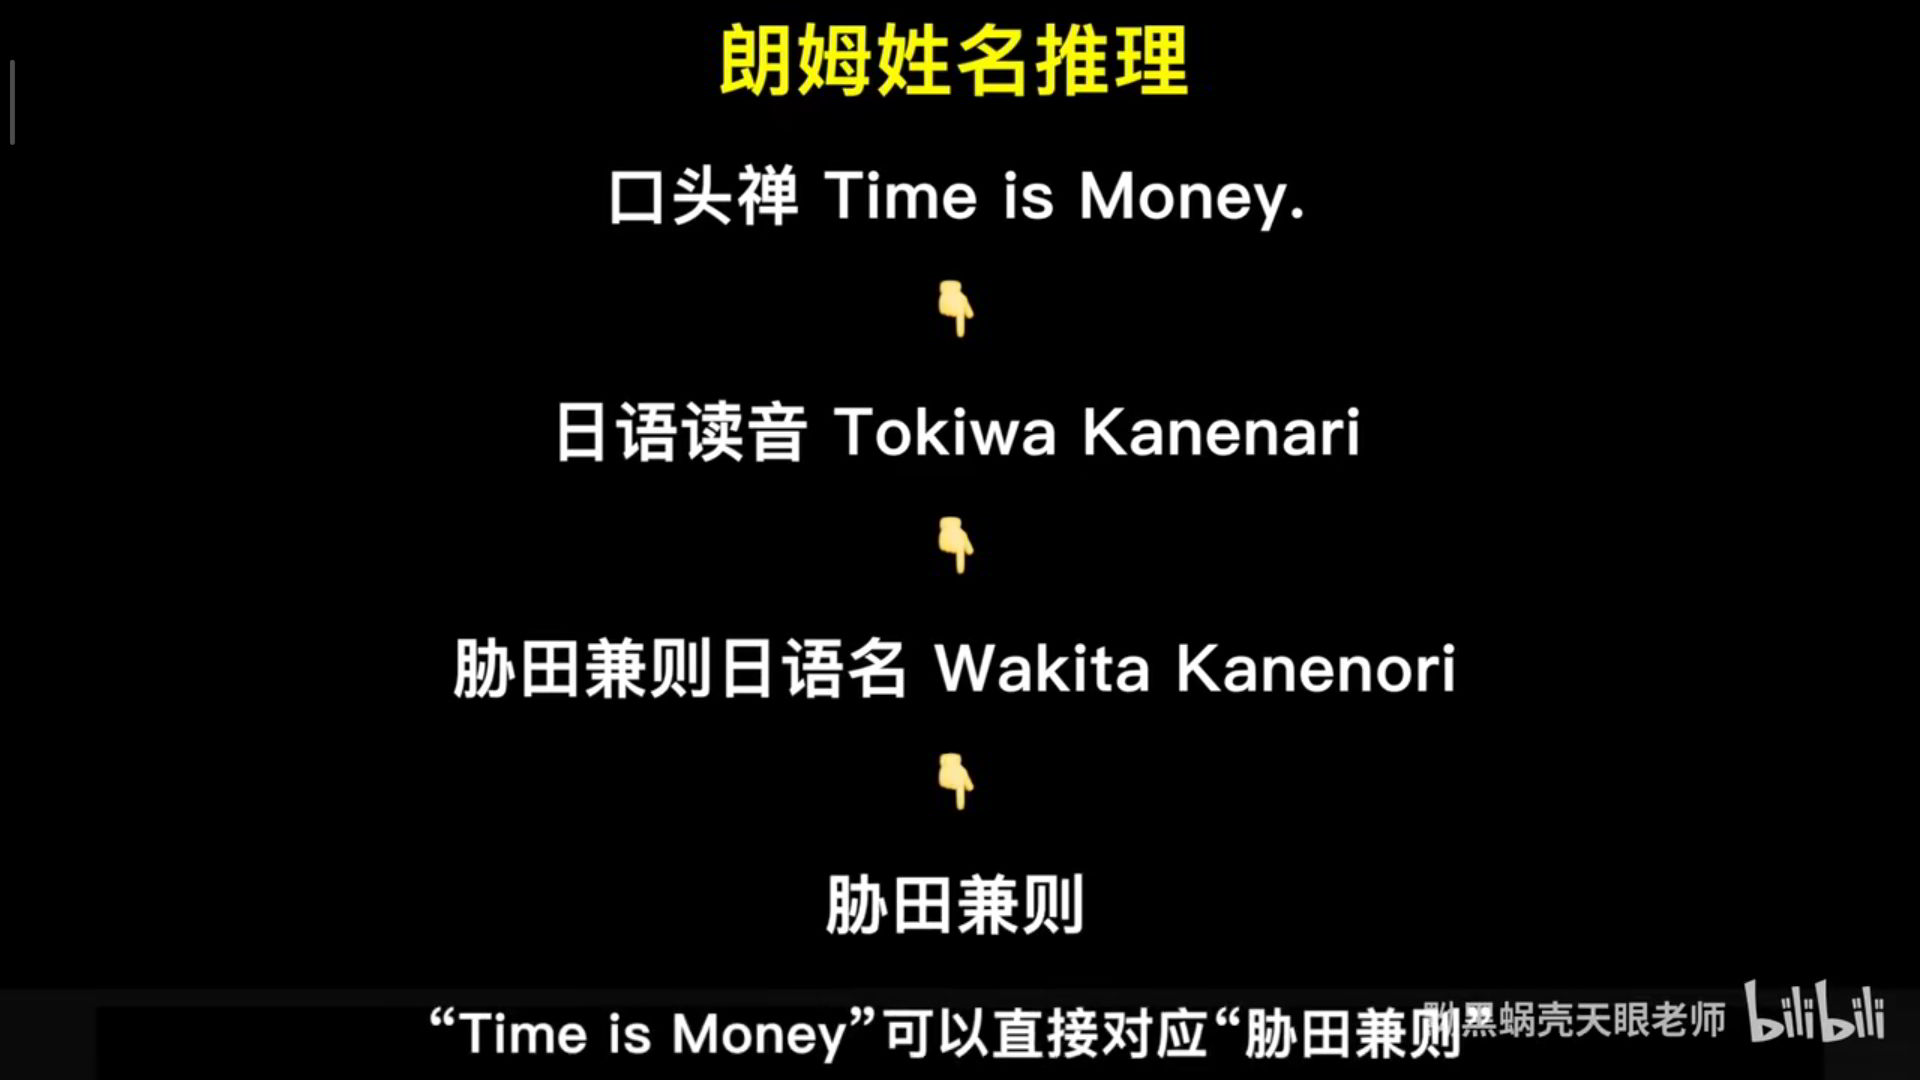 朗姆姓名推理
口头禅 Time is Money.
👇
日语读音 Tokiwa Kanenari
👇
胁田兼则日语名 Wakita Kanenori
👇
胁田兼则
“Time is Money”可以直接对应“胁田兼则”
黑蜗壳天眼老师 bilibili